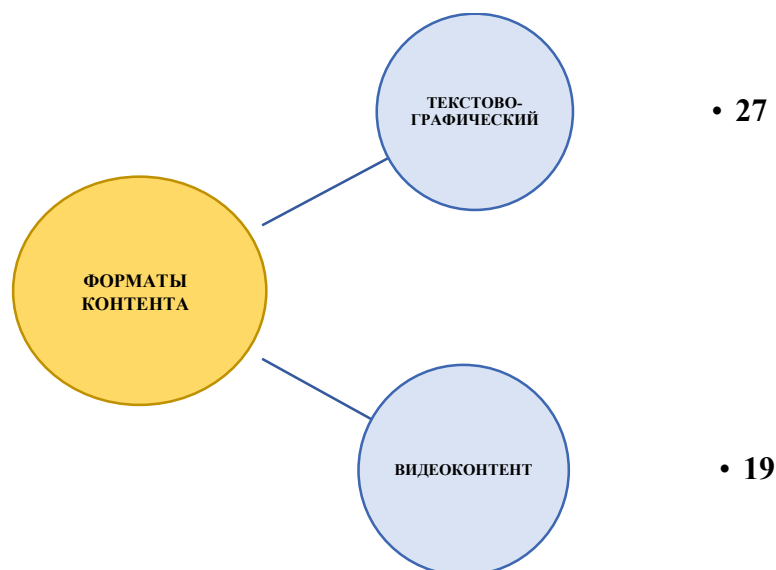 ТЕКСТОВО-
ГРАФИЧЕСКИЙ
• 27
ФОРМАТЫ
КОНТЕНТА
ВИДЕОКОНТЕНТ
• 19